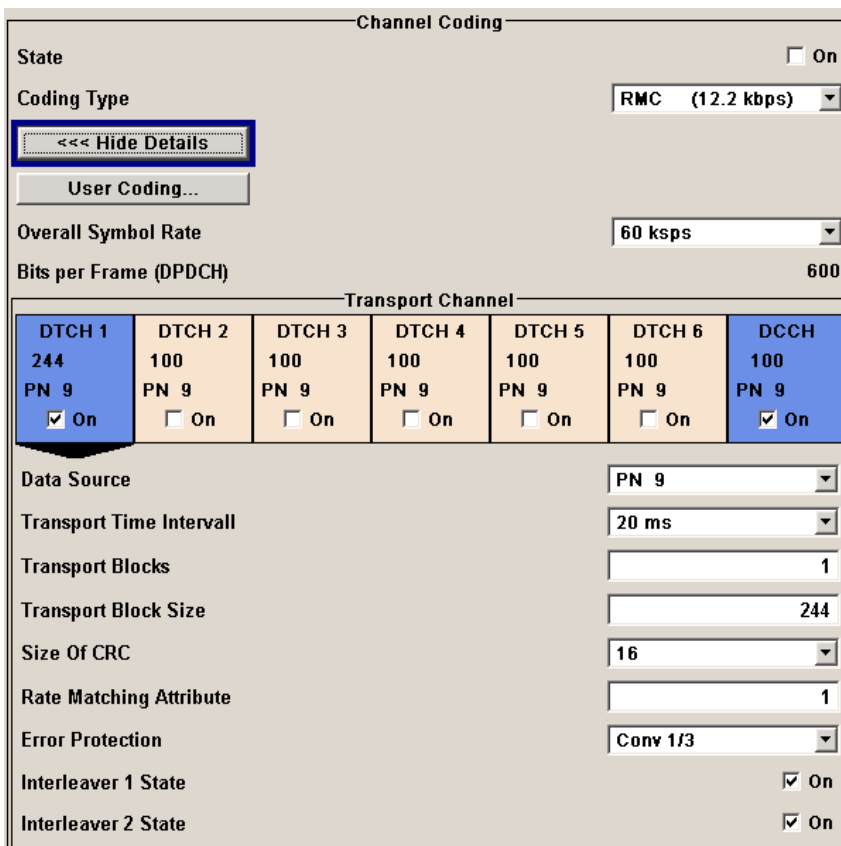 Channel Coding
State On
Coding Type RMC (12.2 kbps)
<<< Hide Details
User Coding...
Overall Symbol Rate 60 ksps
Bits per Frame (DPDCH) 600
Transport Channel
DTCH 1 DTCH 2 DTCH 3 DTCH 4 DTCH 5 DTCH 6 DCCH
244 100 100 100 100 100 100
PN 9 PN 9 PN 9 PN 9 PN 9 PN 9 PN 9
On On On On On On On
Data Source PN 9
Transport Time Intervall 20 ms
Transport Blocks 1
Transport Block Size 244
Size Of CRC 16
Rate Matching Attribute 1
Error Protection Conv 1/3
Interleaver 1 State On
Interleaver 2 State On